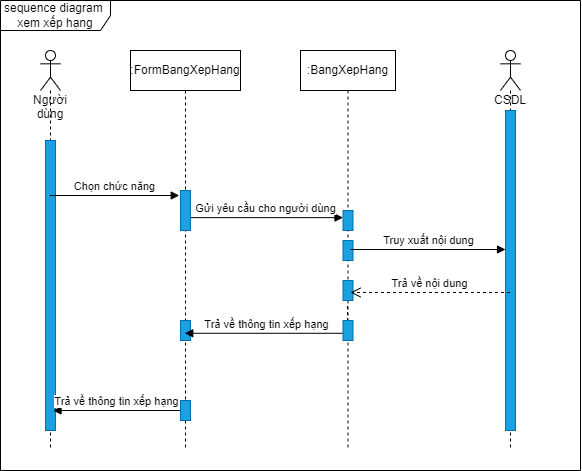 sequence diagram
xem xếp hạng
Người
dùng
:FormBangXepHang
:BangXepHang
CSDL
Chọn chức năng
Gửi yêu cầu cho người dùng
Truy xuất nội dung
Trả về nội dung
Trả về thông tin xếp hạng
Trả về thông tin xếp hạng